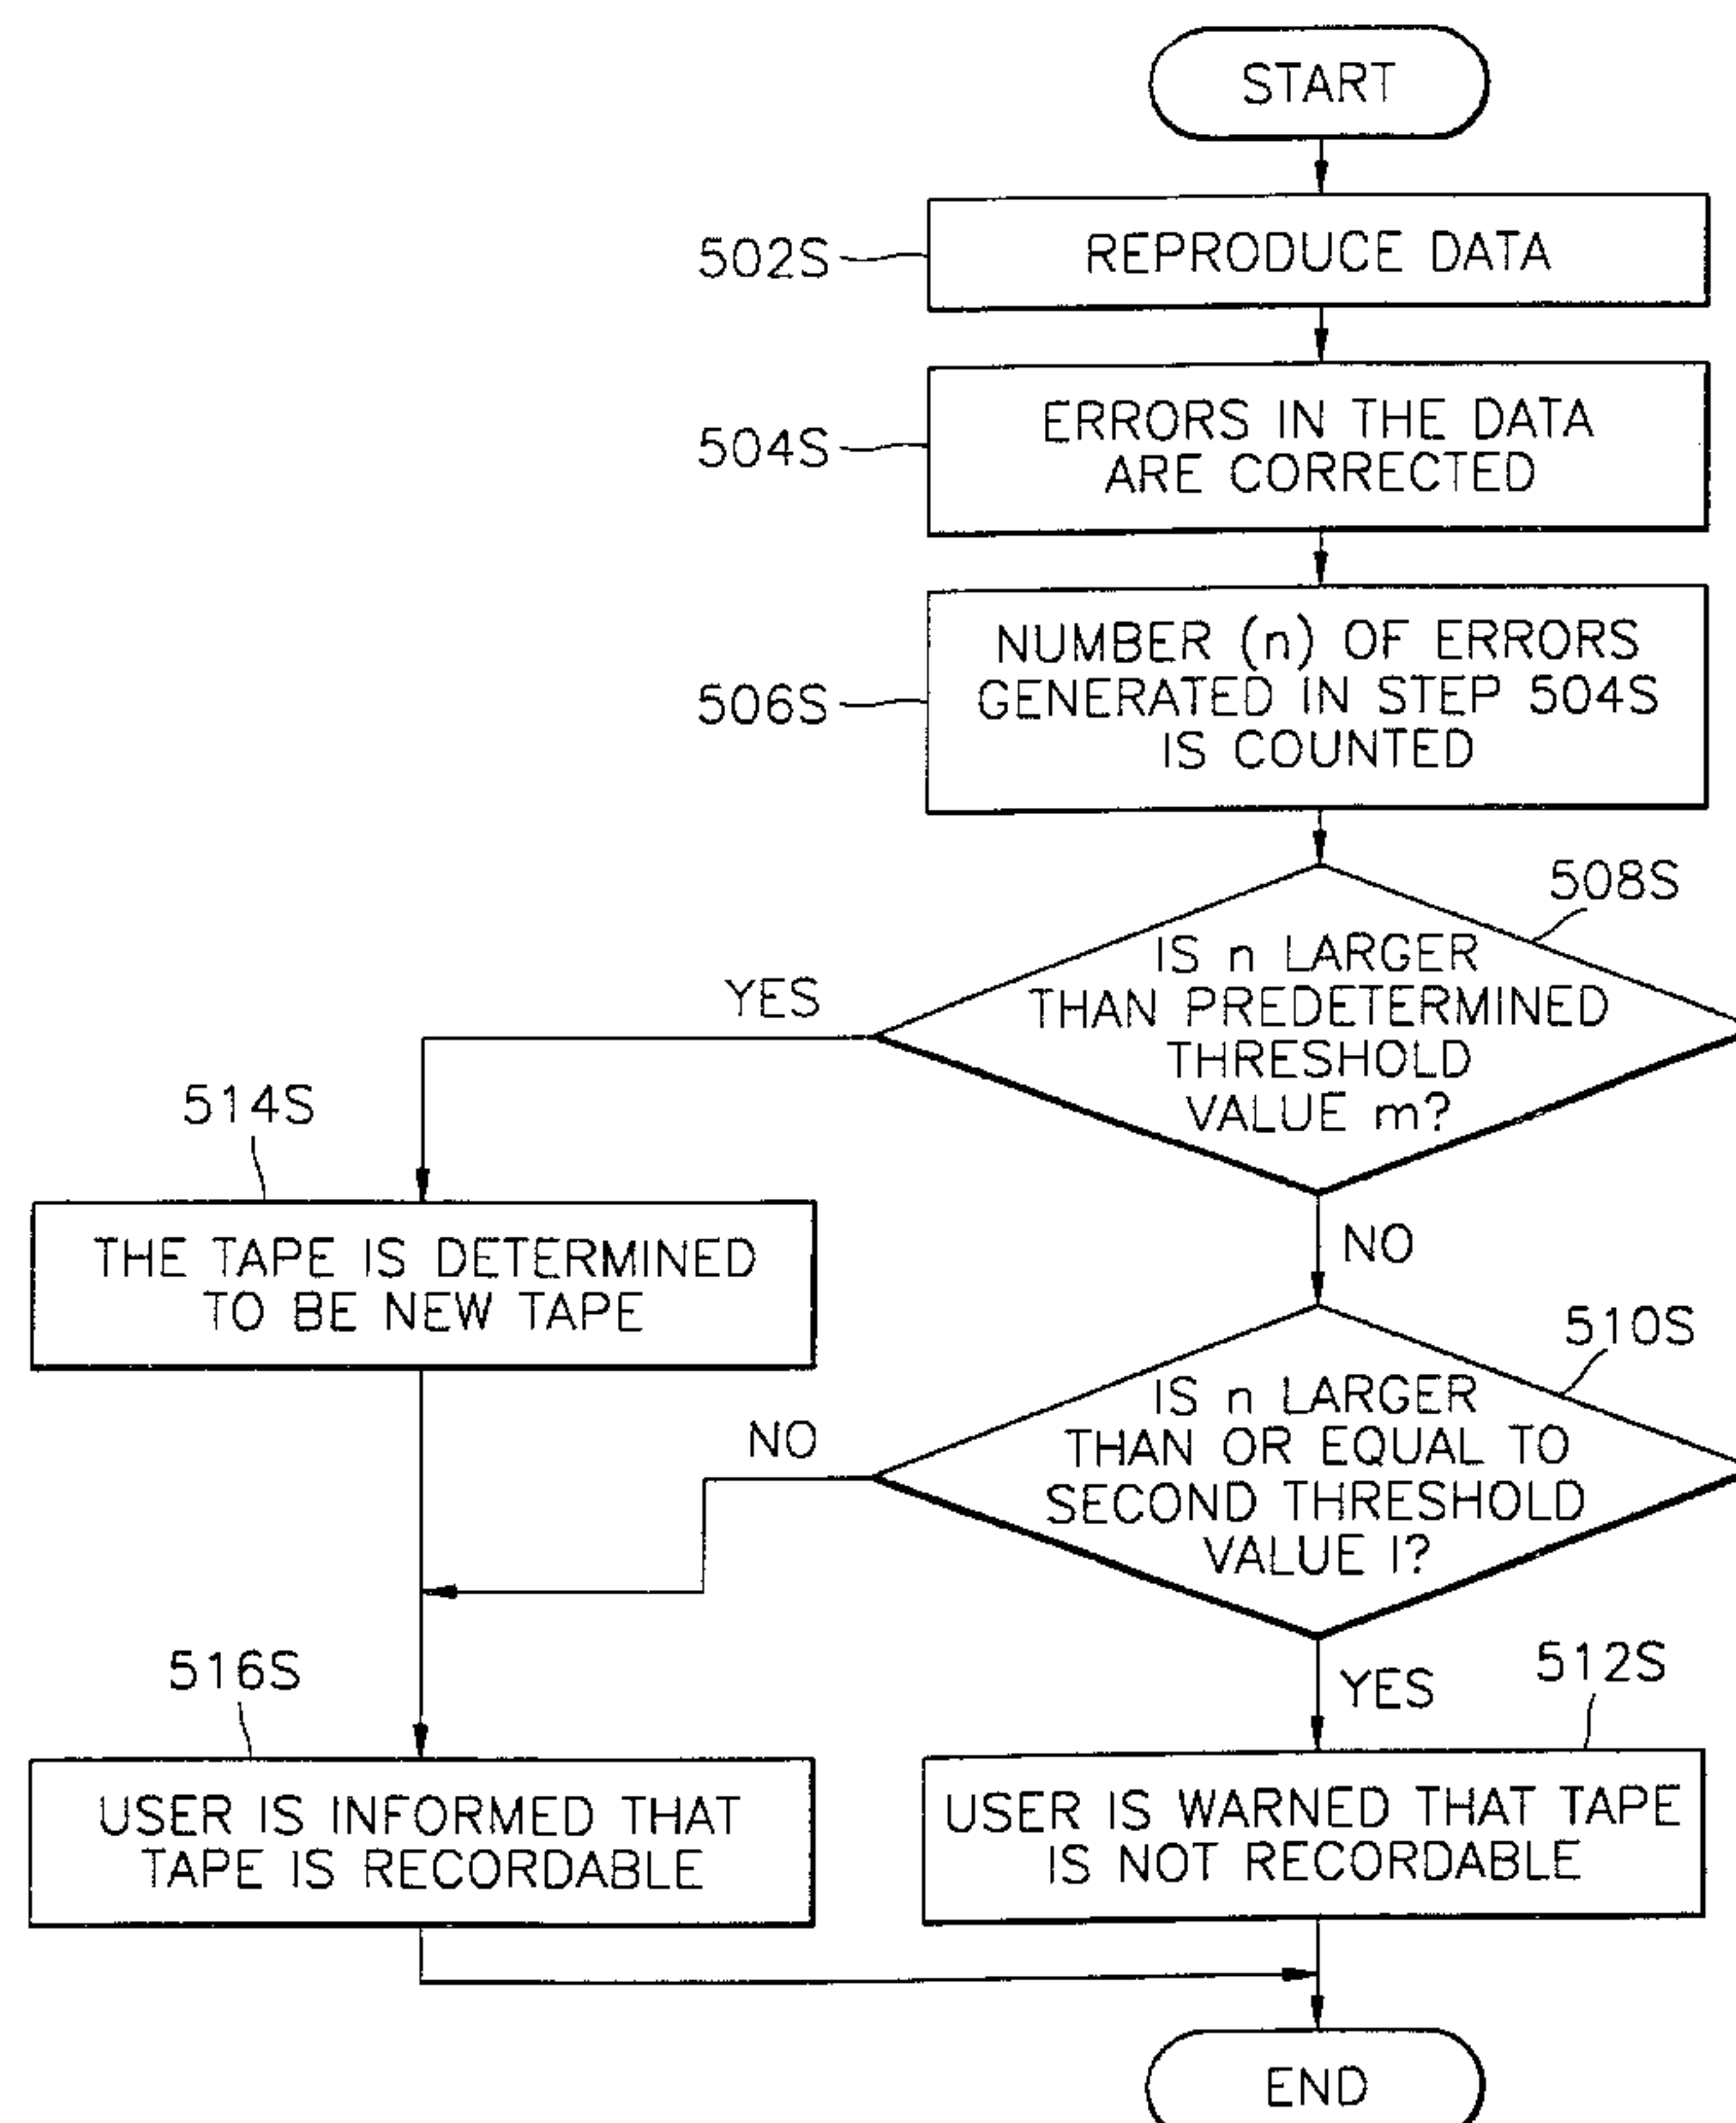 START
502S
REPRODUCE DATA
504S
ERRORS IN THE DATA
ARE CORRECTED
506S
NUMBER (n) OF ERRORS
GENERATED IN STEP 504S
IS COUNTED
508S
IS n LARGER
THAN PREDETERMINED
THRESHOLD
VALUE m?
YES
NO
514S
THE TAPE IS DETERMINED
TO BE NEW TAPE
510S
IS n LARGER
THAN OR EQUAL TO
SECOND THRESHOLD
VALUE l?
NO
YES
516S
USER IS INFORMED THAT
TAPE IS RECORDABLE
512S
USER IS WARNED THAT TAPE
IS NOT RECORDABLE
END